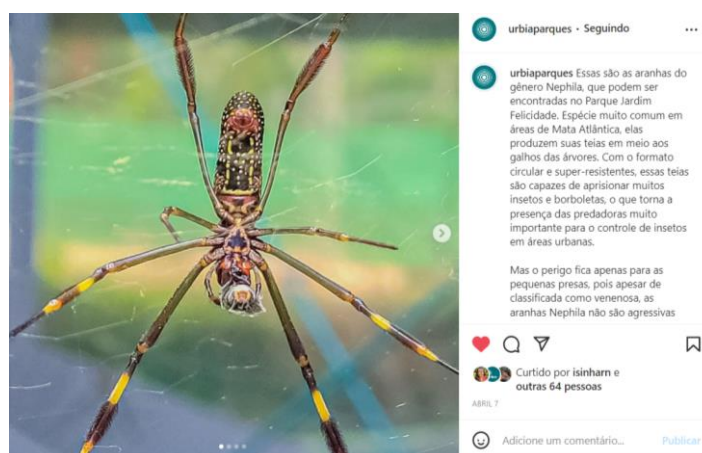 urbiaparques • Seguindo
urbiaparques Essas são as aranhas do
gênero Nephila, que podem ser
encontradas no Parque Jardim
Felicidade. Espécie muito comum em
áreas de Mata Atlântica, elas
produzem suas teias em meio aos
galhos das árvores. Com o formato
circular e super-resistentes, essas teias
são capazes de aprisionar muitos
insetos e borboletas, o que torna a
presença das predadoras muito
importante para o controle de insetos
em áreas urbanas.
Mas o perigo fica apenas para as
pequenas presas, pois apesar de
classificada como venenosa, as
aranhas Nephila não são agressivas
Curtido por isinharn e
outras 64 pessoas
ABRIL 7
Adicione um comentário... Publicar